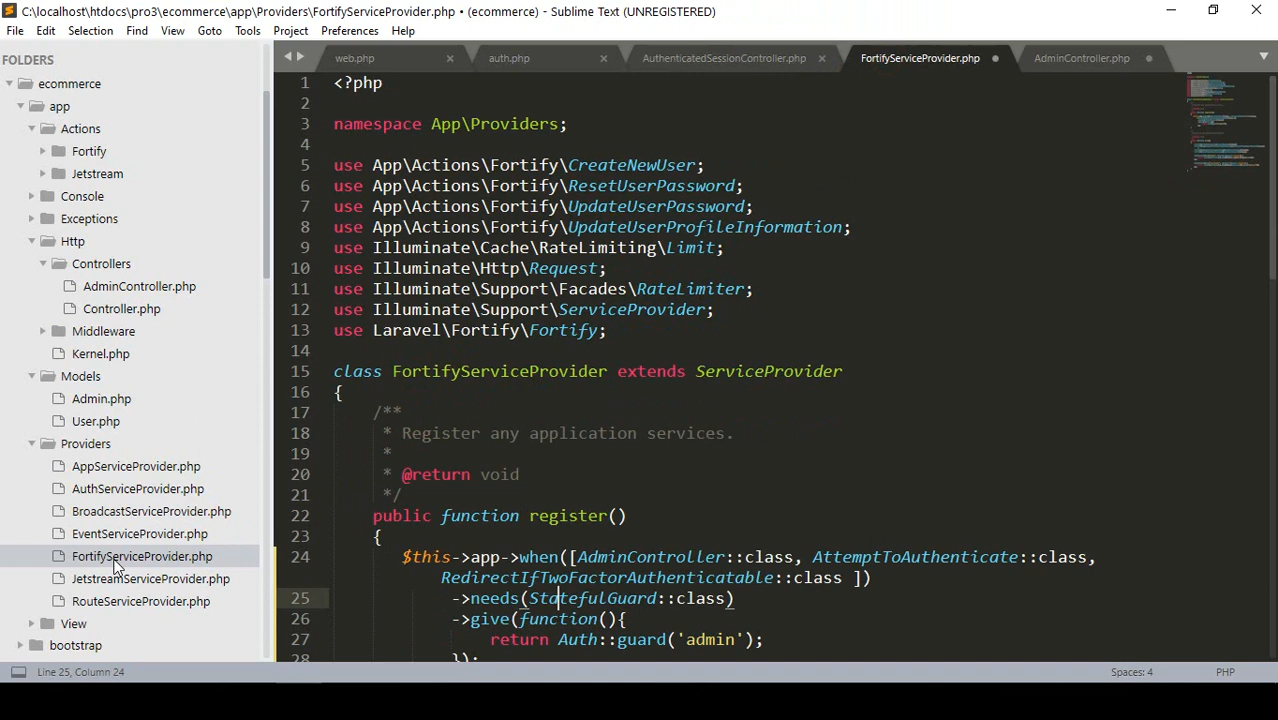 C:\localhost\htdocs\pro3\ecommerce\app\Providers\FortifyServiceProvider.php • (ecommerce) - Sublime Text (UNREGISTERED)
File Edit Selection Find View Goto Tools Project Preferences Help
FOLDERS
ecommerce
app
Actions
Fortify
Jetstream
Console
Exceptions
Http
Controllers
AdminController.php
Controller.php
Middleware
Kernel.php
Models
Admin.php
User.php
Providers
AppServiceProvider.php
AuthServiceProvider.php
BroadcastServiceProvider.php
EventServiceProvider.php
FortifyServiceProvider.php
JetstreamServiceProvider.php
RouteServiceProvider.php
View
bootstrap
web.php auth.php AuthenticatedSessionController.php FortifyServiceProvider.php AdminController.php
1 <?php
2
3 namespace App\Providers;
4
5 use App\Actions\Fortify\CreateNewUser;
6 use App\Actions\Fortify\ResetUserPassword;
7 use App\Actions\Fortify\UpdateUserPassword;
8 use App\Actions\Fortify\UpdateUserProfileInformation;
9 use Illuminate\Cache\RateLimiting\Limit;
10 use Illuminate\Http\Request;
11 use Illuminate\Support\Facades\RateLimiter;
12 use Illuminate\Support\ServiceProvider;
13 use Laravel\Fortify\Fortify;
14
15 class FortifyServiceProvider extends ServiceProvider
16 {
17 /**
18 * Register any application services.
19 *
20 * @return void
21 */
22 public function register()
23 {
24 $this->app->when([AdminController::class, AttemptToAuthenticate::class,
RedirectIfTwoFactorAuthenticatable::class ])
25 ->needs(StatefulGuard::class)
26 ->give(function(){
27 return Auth::guard('admin');
28 });
Line 25, Column 24 Spaces: 4 PHP